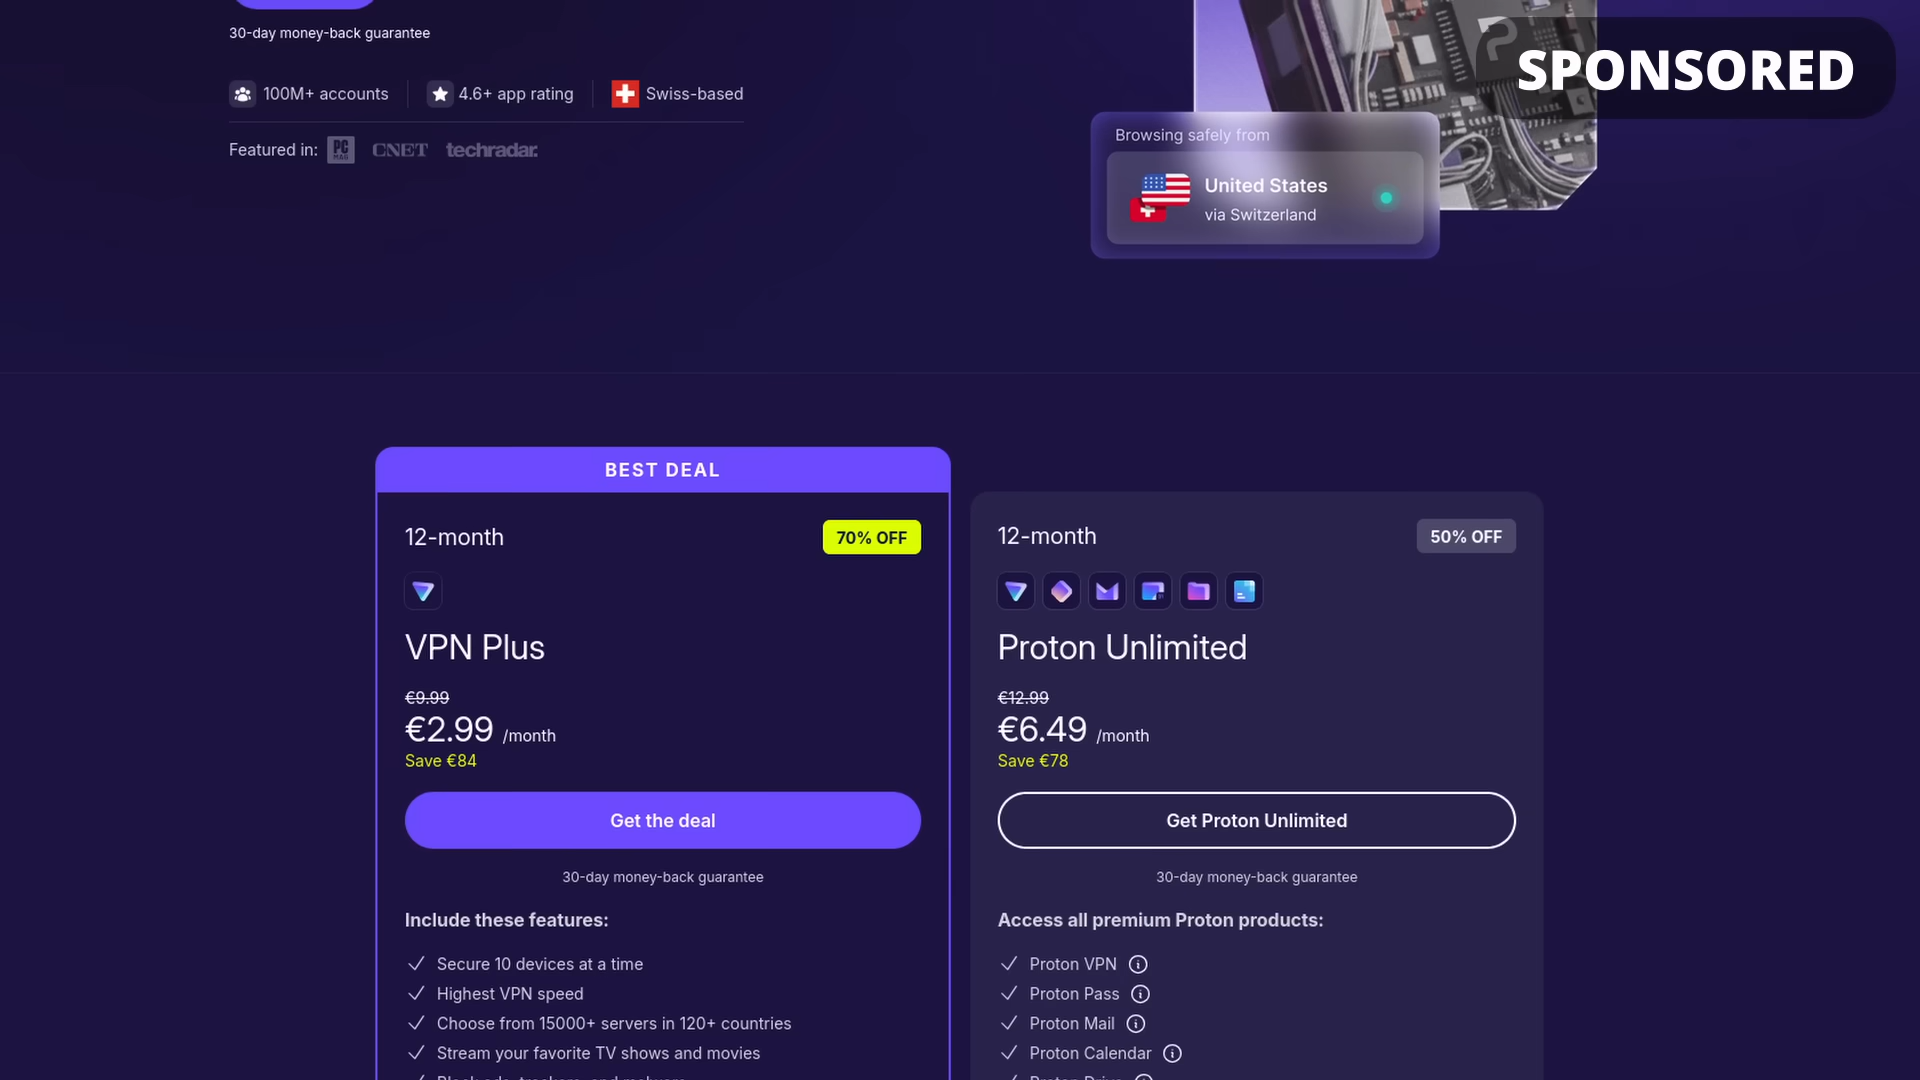 30-day money-back guarantee
SPONSORED
100M+ accounts
4.6+ app rating
Swiss-based
Featured in:
PC
MAG
CNET
techradar.
Browsing safely from
United States
via Switzerland
BEST DEAL
12-month
70% OFF
VPN Plus
€9.99
€2.99 /month
Save €84
Get the deal
30-day money-back guarantee
Include these features:
Secure 10 devices at a time
Highest VPN speed
Choose from 15000+ servers in 120+ countries
Stream your favorite TV shows and movies
12-month
50% OFF
Proton Unlimited
€12.99
€6.49 /month
Save €78
Get Proton Unlimited
30-day money-back guarantee
Access all premium Proton products:
Proton VPN
Proton Pass
Proton Mail
Proton Calendar